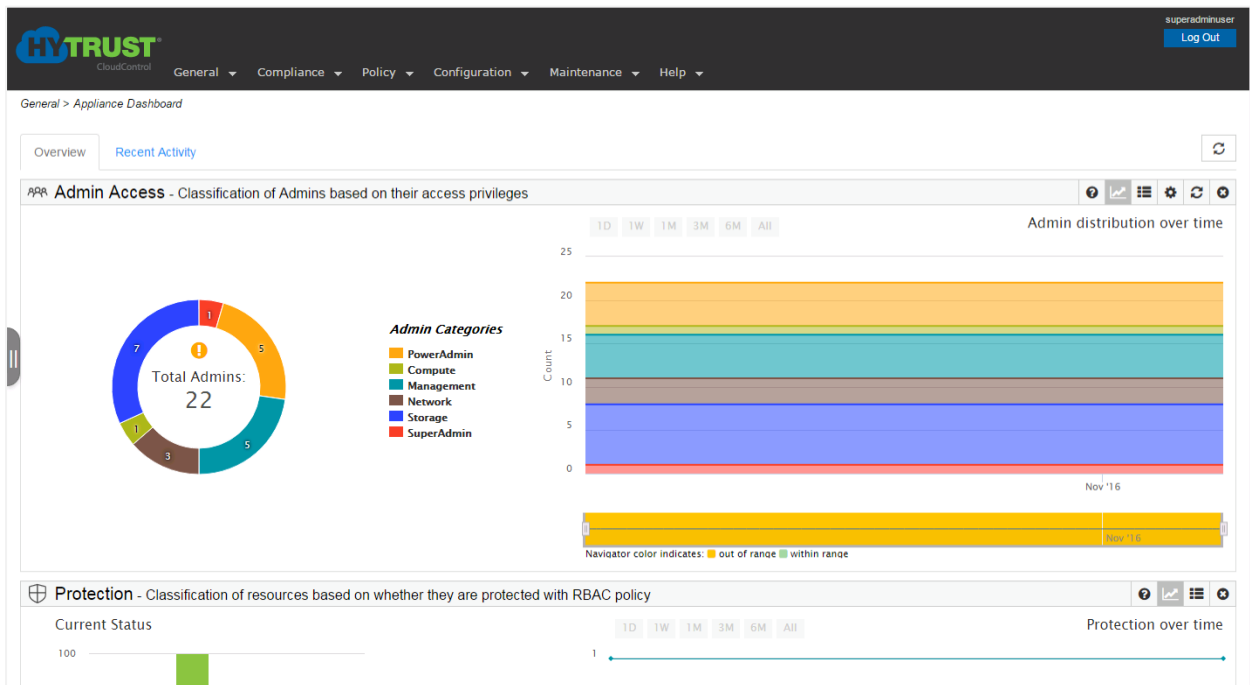 superadminuser
Log Out
HYTRUST®
CloudControl
General Compliance Policy Configuration Maintenance Help
General > Appliance Dashboard
Overview Recent Activity
Admin Access - Classification of Admins based on their access privileges
1D 1W 1M 3M 6M All
Admin distribution over time
25
20
15
10
5
0
Count
Nov '16
1
5
5
3
1
7
Total Admins:
22
Admin Categories
PowerAdmin
Compute
Management
Network
Storage
SuperAdmin
Nov '16
Navigator color indicates: out of range within range
Protection - Classification of resources based on whether they are protected with RBAC policy
Current Status
100
1D 1W 1M 3M 6M All
Protection over time
1